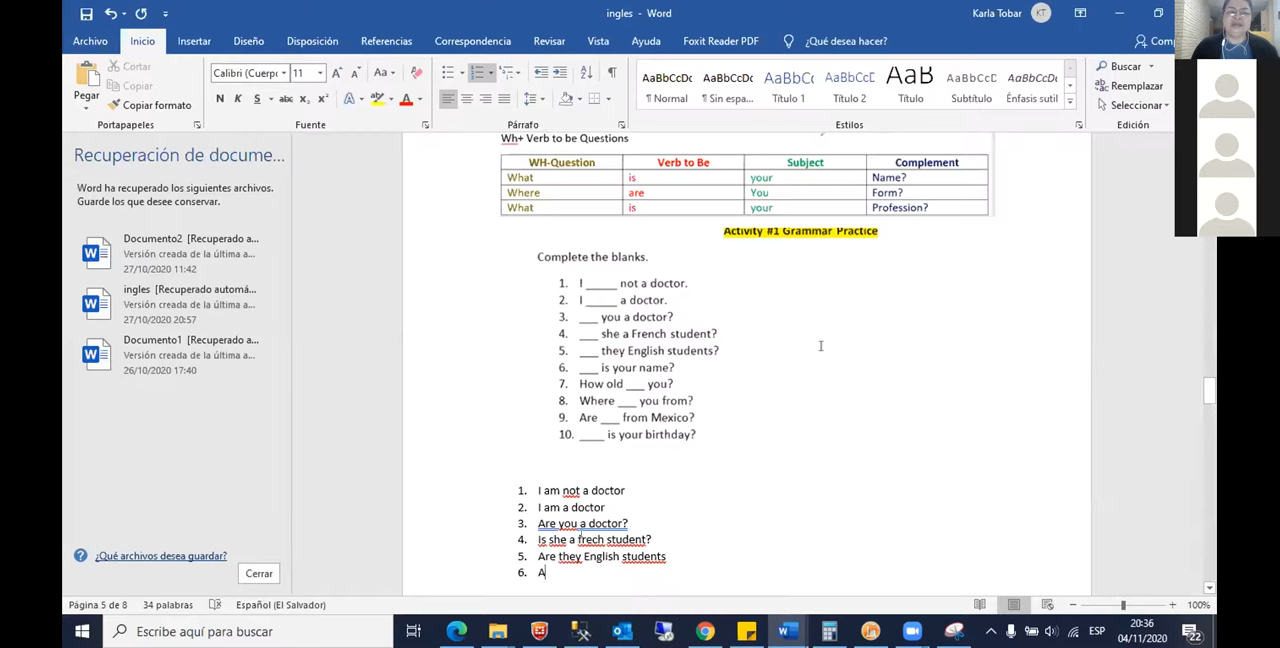 ingles - Word
Karla Tobar
KT
Archivo Inicio Insertar Diseño Disposición Referencias Correspondencia Revisar Vista Ayuda Foxit Reader PDF ¿Qué desea hacer?
Pegar
Cortar
Copiar
Copiar formato
Portapapeles
Calibri (Cuerp 11
N K S abc x₂ x²
Fuente
Párrafo
AaBbCcDc AaBbCcDc AaBbCcD AaBbCcD AaB AaBbCcDd AaBbCcDc
¶ Normal ¶ Sin espa... Título 1 Título 2 Título Subtítulo Énfasis sutil
Estilos
Buscar
Reemplazar
Seleccionar
Edición
Recuperación de docume...
Word ha recuperado los siguientes archivos.
Guarde los que desee conservar.
Documento2 [Recuperado a...
Versión creada de la última a...
27/10/2020 11:42
ingles [Recuperado automá...
Versión creada de la última a...
27/10/2020 20:57
Documento1 [Recuperado a...
Versión creada de la última a...
26/10/2020 17:40
¿Qué archivos desea guardar?
Cerrar
Wh+ Verb to be Questions
WH-Question Verb to Be Subject Complement
What is your Name?
Where are You Form?
What is your Profession?
Activity #1 Grammar Practice
Complete the blanks.
1. I _____ not a doctor.
2. I _____ a doctor.
3. ___ you a doctor?
4. ___ she a French student?
5. ___ they English students?
6. ___ is your name?
7. How old ___ you?
8. Where ___ you from?
9. Are ___ from Mexico?
10. ____ is your birthday?
1. I am not a doctor
2. I am a doctor
3. Are you a doctor?
4. Is she a frech student?
5. Are they English students
6. A
Página 5 de 8 34 palabras Español (El Salvador) 100%
Escribe aquí para buscar
ESP
20:36
04/11/2020
22